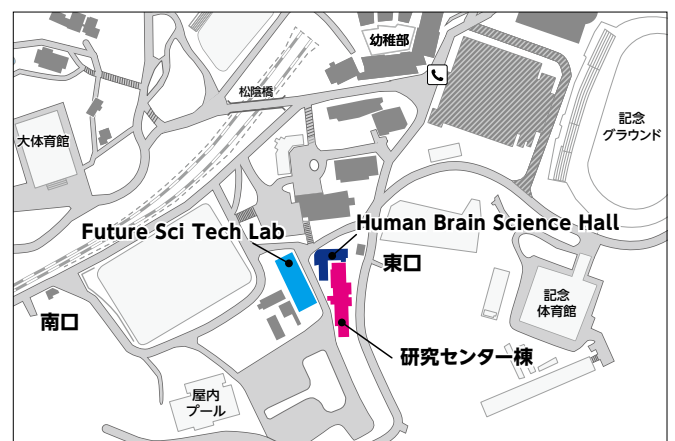 幼稚部
松陰橋
大体育館
記念
グラウンド
Future Sci Tech Lab
Human Brain Science Hall
東口
南口
記念
体育館
研究センター棟
屋内
プール